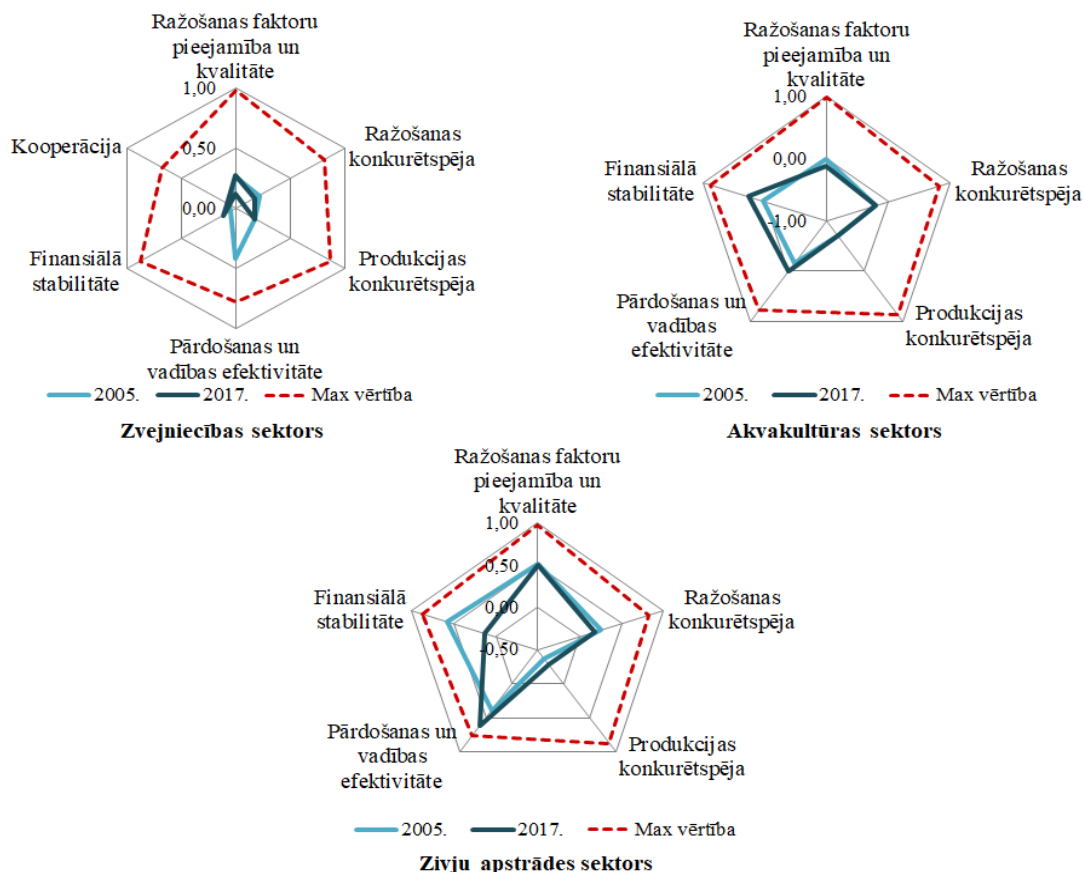 Ražošanas faktoru
pieejamība un
kvalitāte
1,00
0,50
0,00
Kooperācija
Ražošanas
konkurētspēja
Finansiālā
stabilitāte
Produkcijas
konkurētspēja
Pārdošanas un
vadības efektivitāte
2005. 2017. Max vērtība
Zvejniecības sektors
Ražošanas faktoru
pieejamība un
kvalitāte
1,00
0,00
-1,00
Finansiālā
stabilitāte
Ražošanas
konkurētspēja
Pārdošanas un
vadības
efektivitāte
Produkcijas
konkurētspēja
2005. 2017. Max vērtība
Akvakultūras sektors
Ražošanas faktoru
pieejamība un
kvalitāte
1,00
0,50
0,00
-0,50
Finansiālā
stabilitāte
Ražošanas
konkurētspēja
Pārdošanas un
vadības
efektivitāte
Produkcijas
konkurētspēja
2005. 2017. Max vērtība
Zivju apstrādes sektors